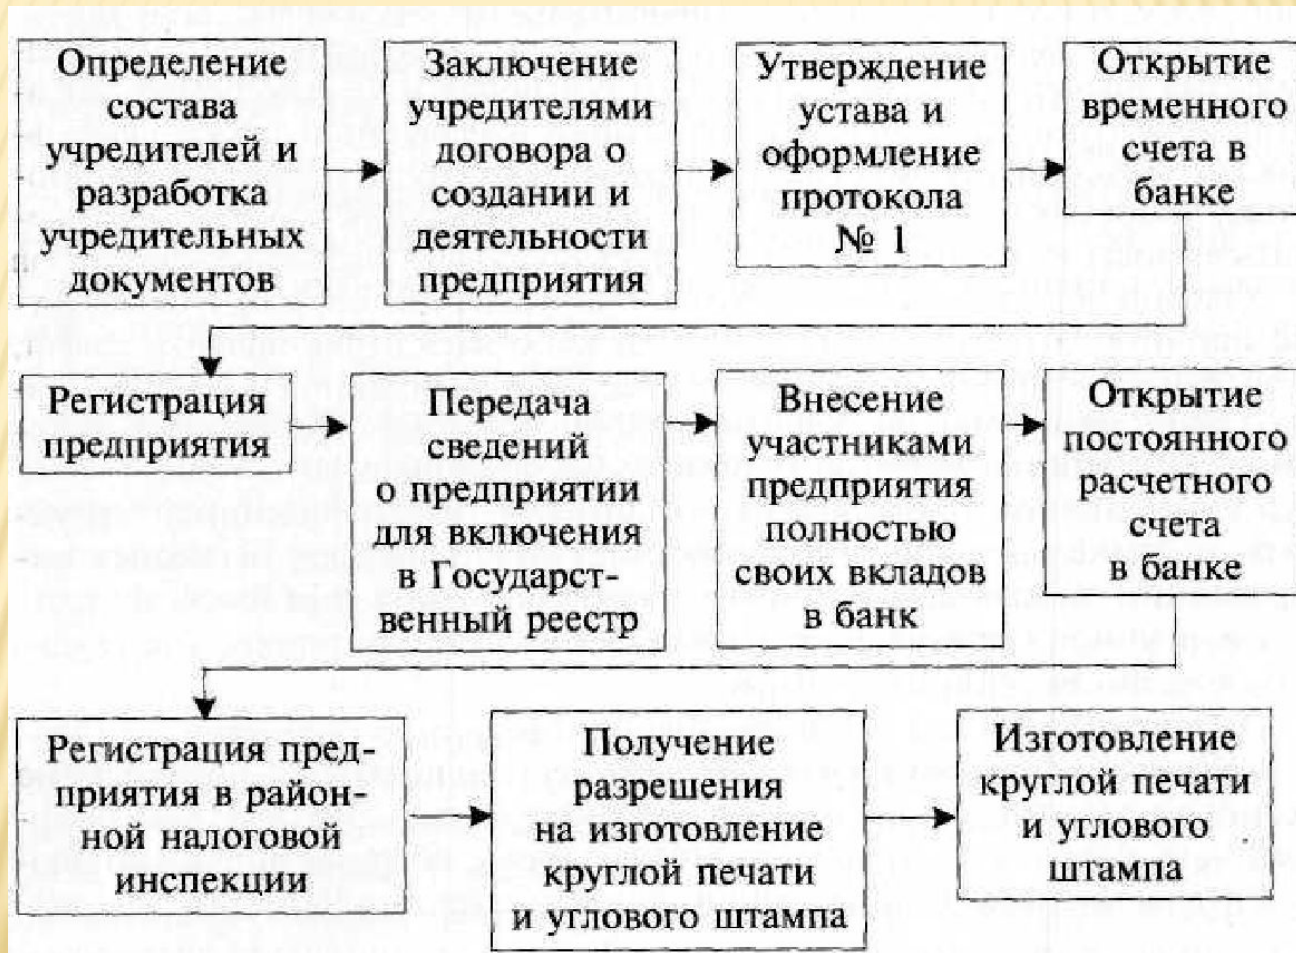 Определение
состава
учредителей и
разработка
учредительных
документов
Заключение
учредителями
договора о
создании и
деятельности
предприятия
Утверждение
устава и
оформление
протокола
№ 1
Открытие
временного
счета в
банке
Регистрация
предприятия
Передача
сведений
о предприятии
для включения
в Государст-
венный реестр
Внесение
участниками
предприятия
полностью
своих вкладов
в банк
Открытие
постоянного
расчетного
счета
в банке
Регистрация пред-
приятия в район-
ной налоговой
инспекции
Получение
разрешения
на изготовление
круглой печати
и углового штампа
Изготовление
круглой печати
и углового
штампа